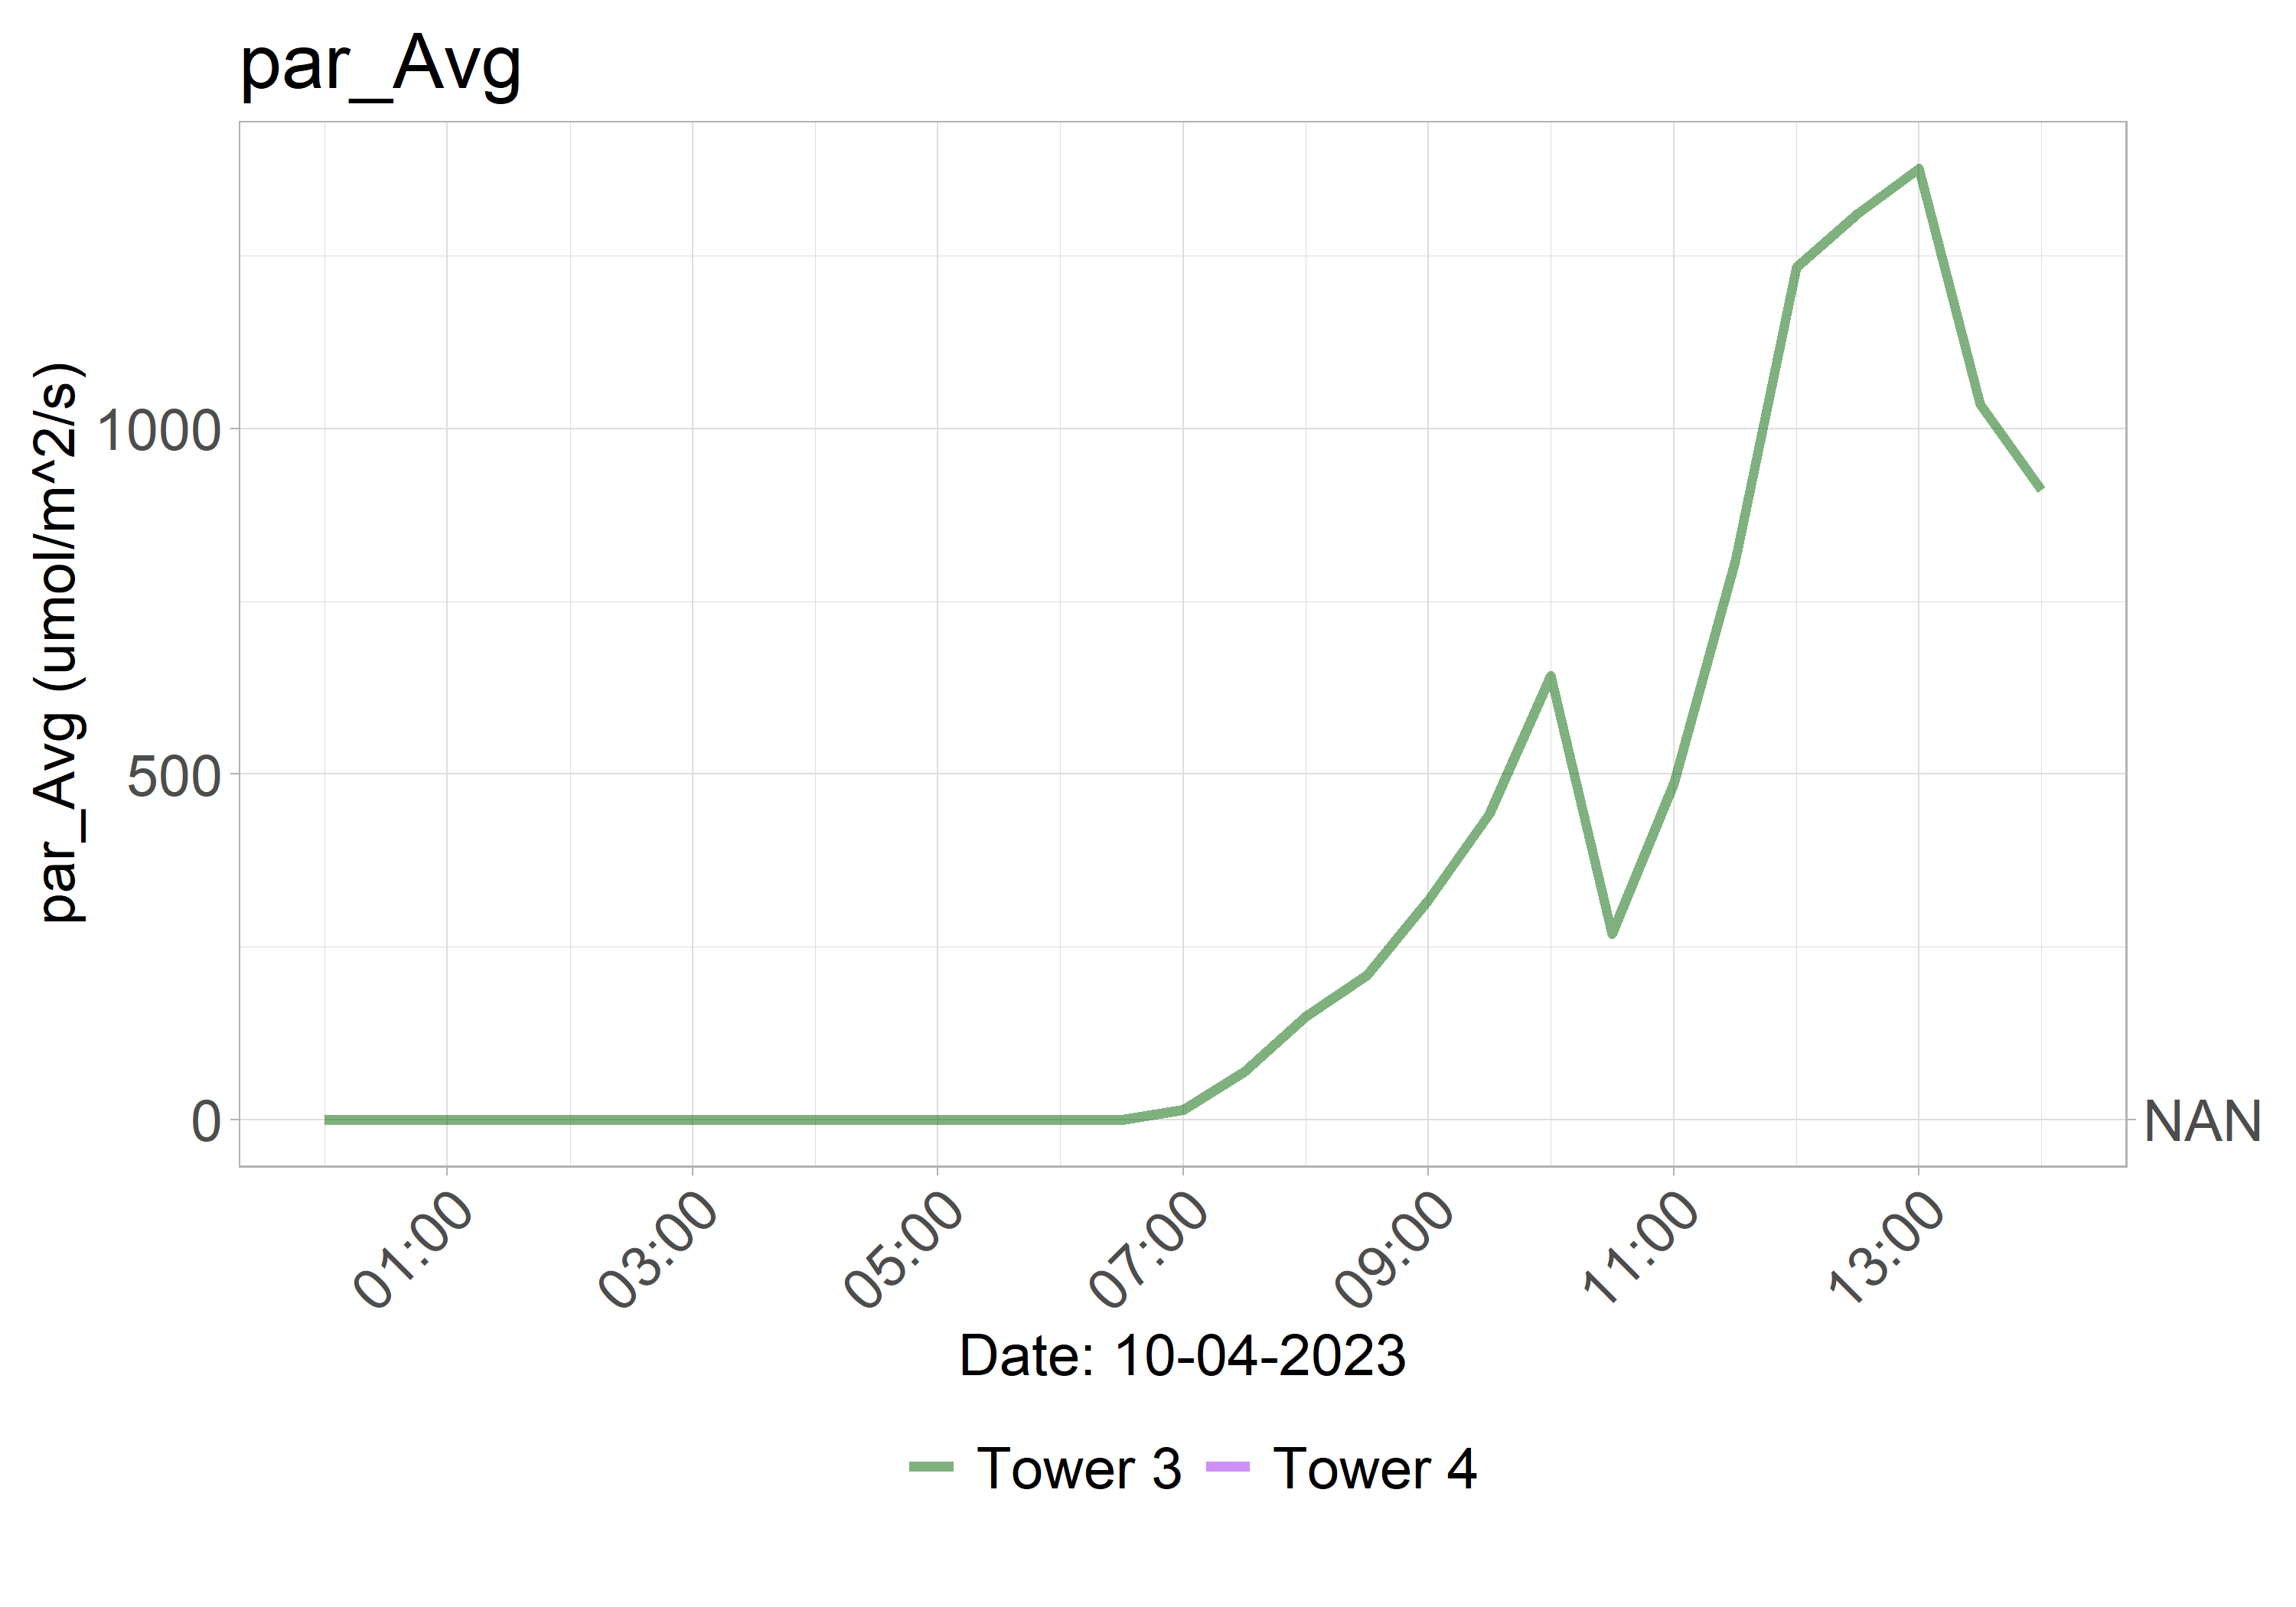 par_Avg
par_Avg (umol/m^2/s)
1000
500
0
NAN
01:00
03:00
05:00
07:00
09:00
11:00
13:00
Date: 10-04-2023
Tower 3
Tower 4